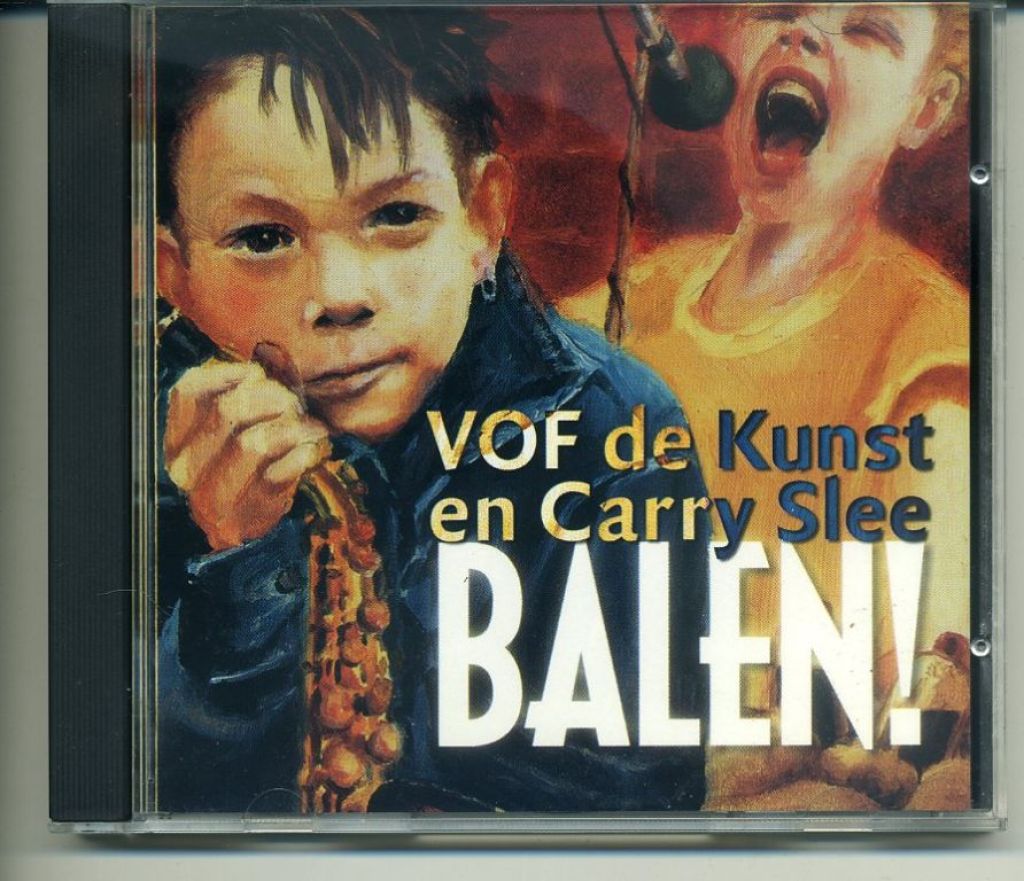 VOF de Kunst
en Carry Slee
BALEN!